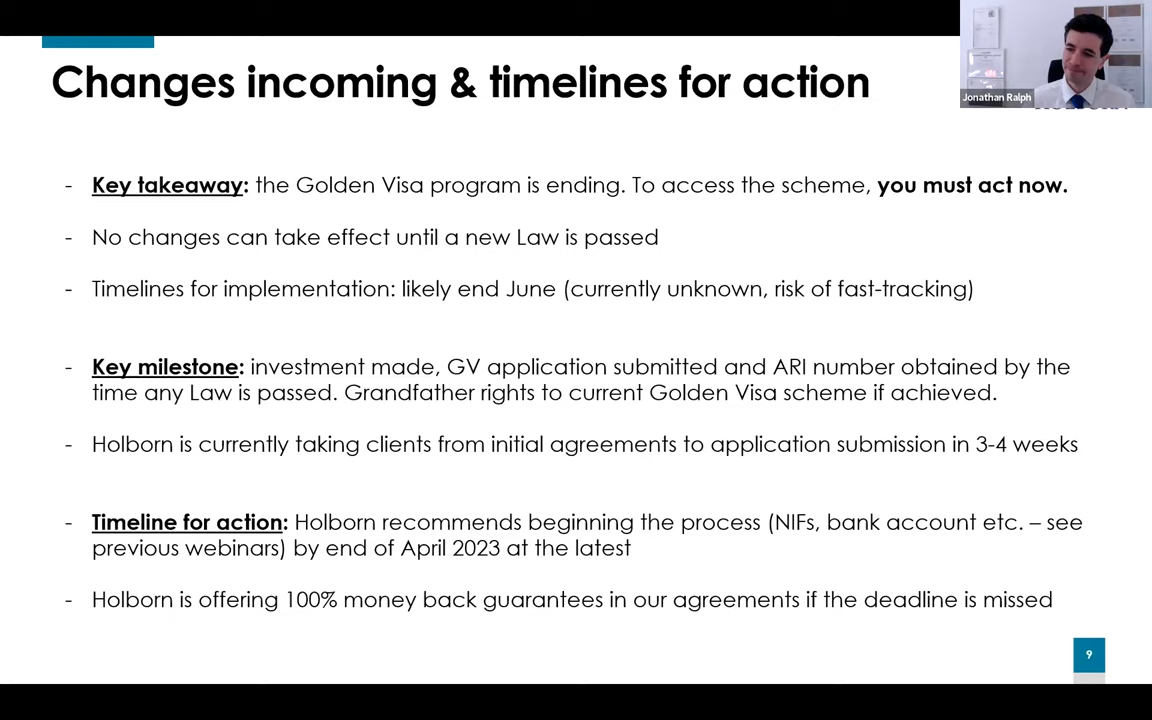 Changes incoming & timelines for action
Jonathan Ralph
- Key takeaway: the Golden Visa program is ending. To access the scheme, you must act now.
- No changes can take effect until a new Law is passed
- Timelines for implementation: likely end June (currently unknown, risk of fast-tracking)
- Key milestone: investment made, GV application submitted and ARI number obtained by the
time any Law is passed. Grandfather rights to current Golden Visa scheme if achieved.
- Holborn is currently taking clients from initial agreements to application submission in 3-4 weeks
- Timeline for action: Holborn recommends beginning the process (NIFs, bank account etc. – see
previous webinars) by end of April 2023 at the latest
- Holborn is offering 100% money back guarantees in our agreements if the deadline is missed
9